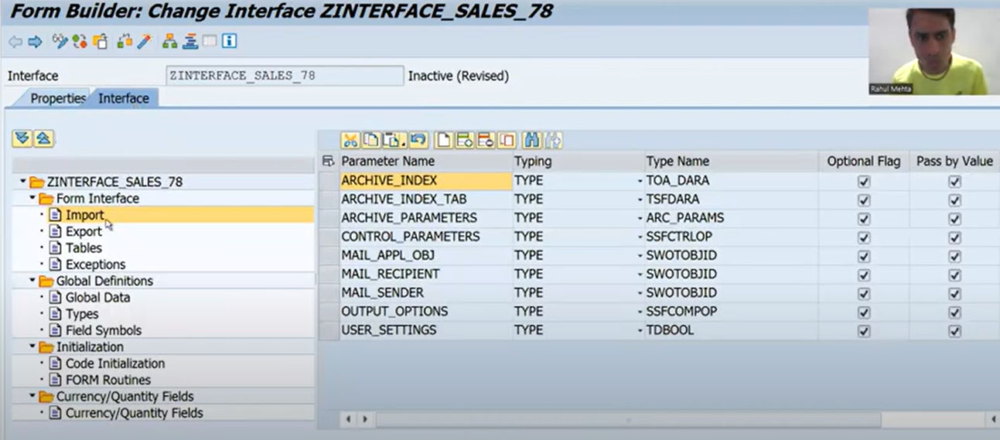 Form Builder: Change Interface ZINTERFACE_SALES_78
Rahul Mehta
Interface ZINTERFACE_SALES_78 Inactive (Revised)
Properties Interface
Parameter Name Typing Type Name Optional Flag Pass by Value
ZINTERFACE_SALES_78
Form Interface
Import
Export
Tables
Exceptions
Global Definitions
Global Data
Types
Field Symbols
Initialization
Code Initialization
FORM Routines
Currency/Quantity Fields
Currency/Quantity Fields
ARCHIVE_INDEX TYPE TOA_DARA
ARCHIVE_INDEX_TAB TYPE TSFDARA
ARCHIVE_PARAMETERS TYPE ARC_PARAMS
CONTROL_PARAMETERS TYPE SSFCTRLOP
MAIL_APPL_OBJ TYPE SWOTOBJID
MAIL_RECIPIENT TYPE SWOTOBJID
MAIL_SENDER TYPE SWOTOBJID
OUTPUT_OPTIONS TYPE SSFCOMPOP
USER_SETTINGS TYPE TDBOOL